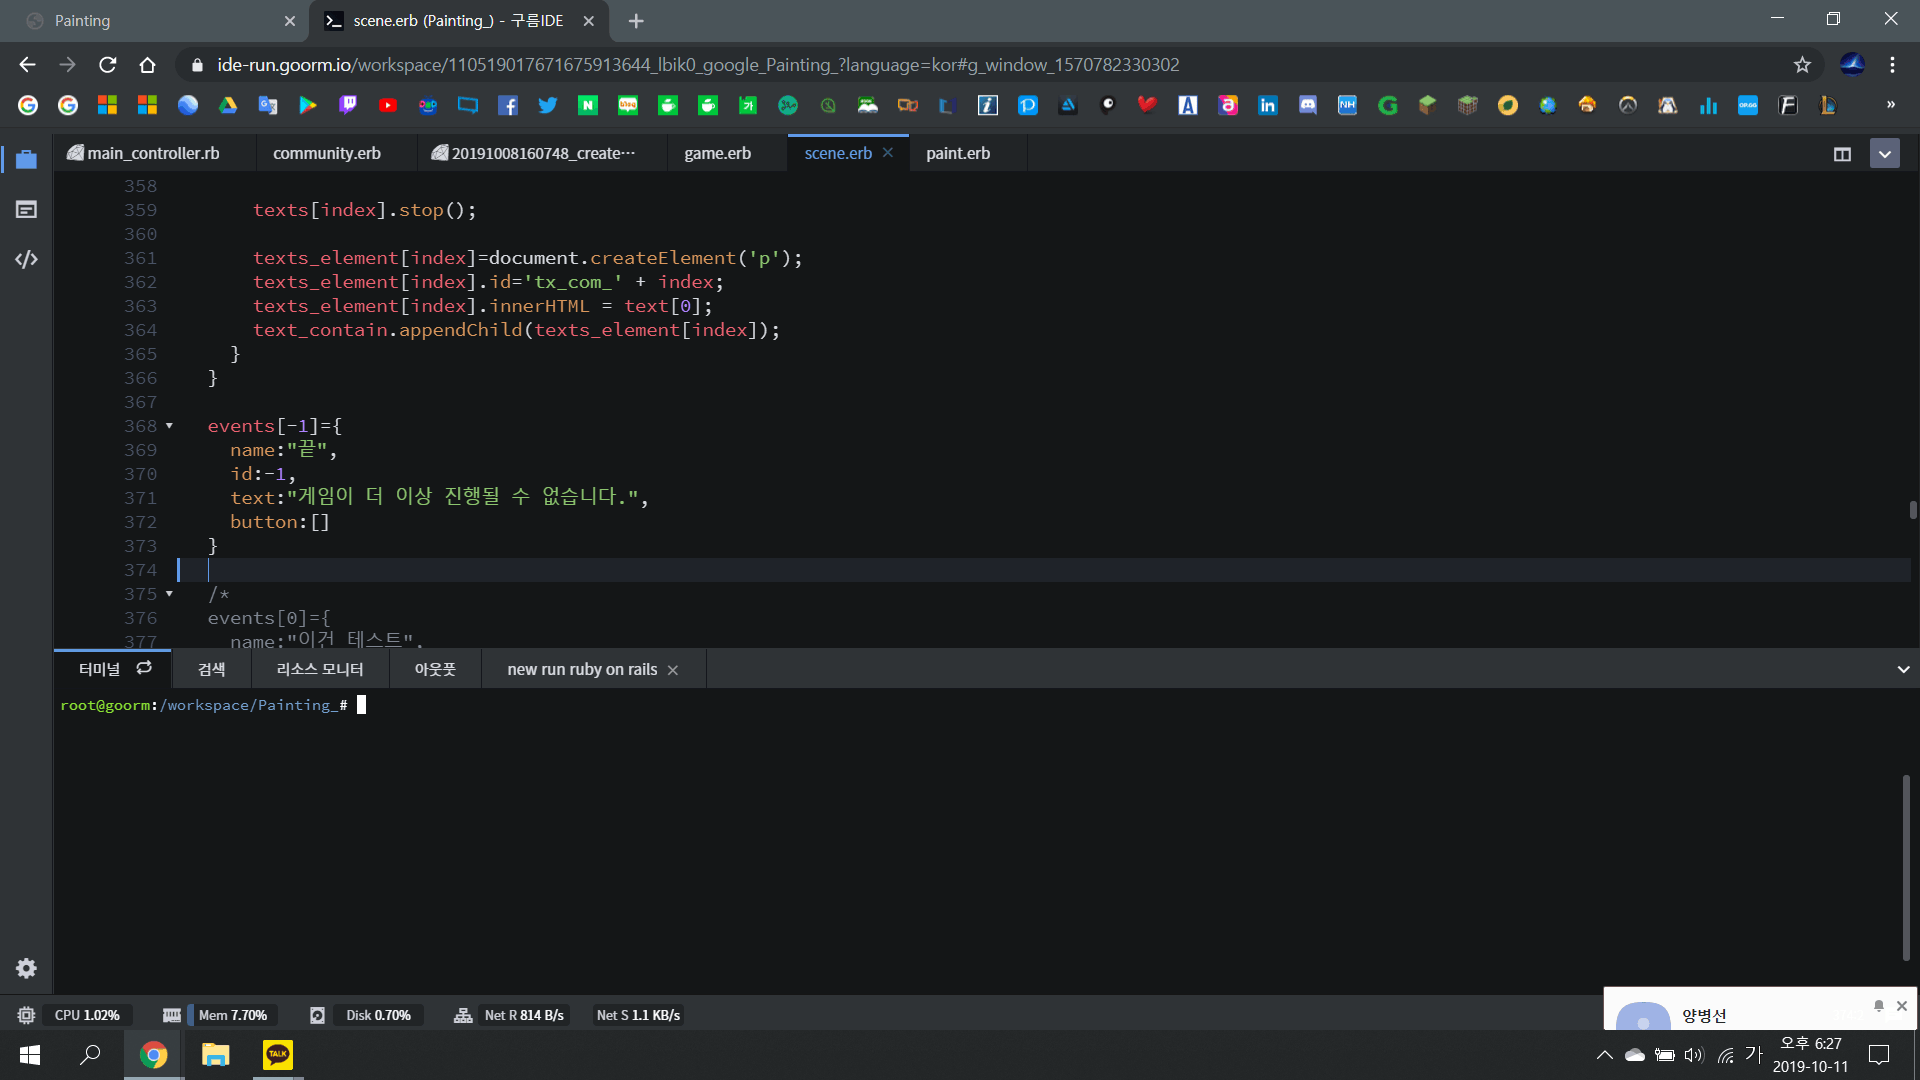 Painting
scene.erb (Painting_) - 구름IDE
ide-run.goorm.io/workspace/110519017671675913644_lbik0_google_Painting_?language=kor#g_window_1570782330302
main_controller.rb
community.erb
20191008160748_create···
game.erb
scene.erb
paint.erb
358
359 texts[index].stop();
360
361 texts_element[index]=document.createElement('p');
362 texts_element[index].id='tx_com_' + index;
363 texts_element[index].innerHTML = text[0];
364 text_contain.appendChild(texts_element[index]);
365 }
366 }
367
368 events[-1]={
369 name:"끝",
370 id:-1,
371 text:"게임이 더 이상 진행될 수 없습니다.",
372 button:[]
373 }
374
375 /*
376 events[0]={
377 name:"이건 테스트",
터미널
검색
리소스 모니터
아웃풋
new run ruby on rails
root@goorm:/workspace/Painting_#
CPU 1.02%
Mem 7.70%
Disk 0.70%
Net R 814 B/s
Net S 1.1 KB/s
양병선
TALK
가
오후 6:27
2019-10-11